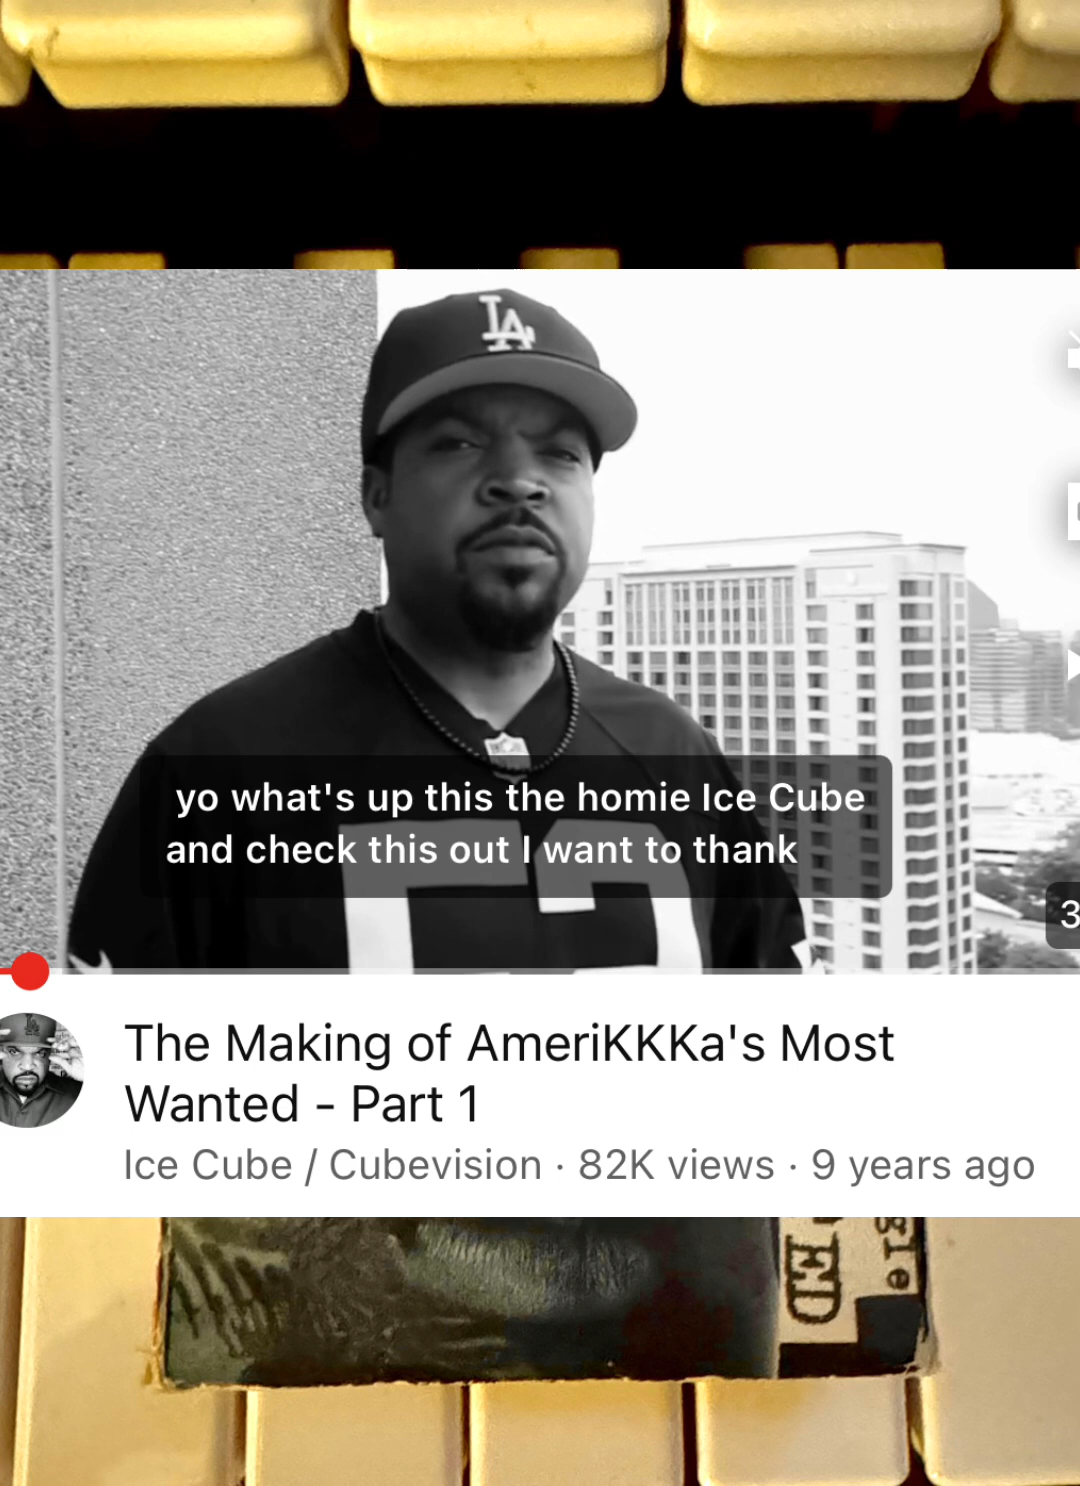 LA
yo what's up this the homie Ice Cube
and check this out I want to thank
3
The Making of AmeriKKKa's Most
Wanted - Part 1
Ice Cube / Cubevision · 82K views · 9 years ago